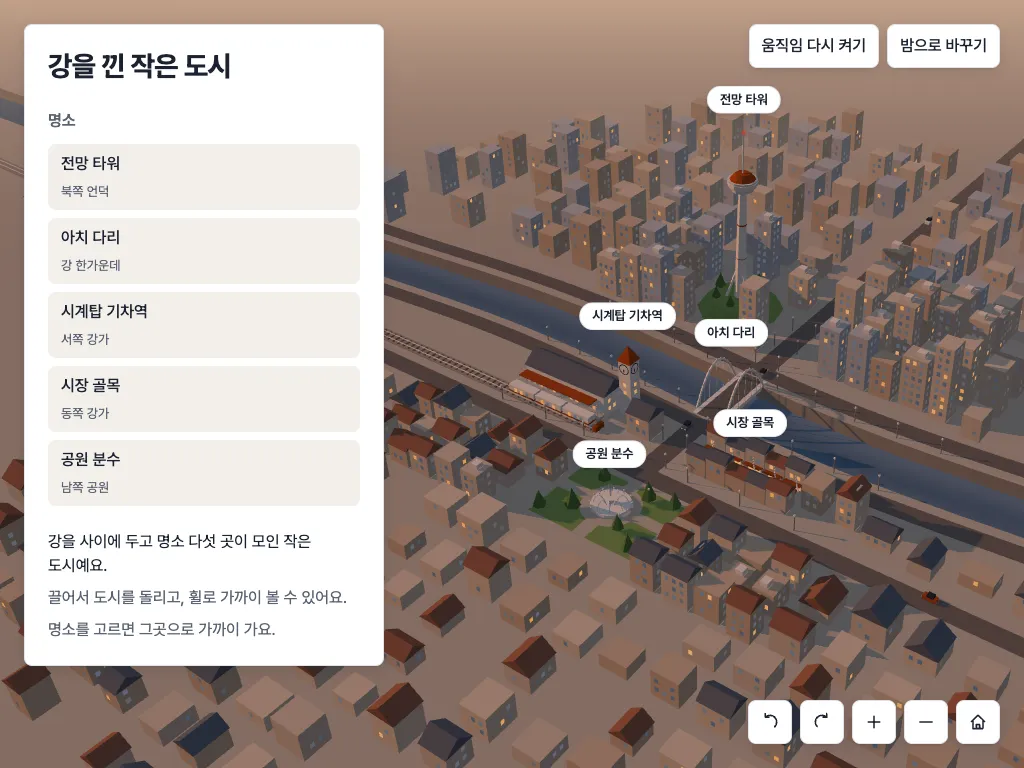 강을 낀 작은 도시
명소
전망 타워
북쪽 언덕
아치 다리
강 한가운데
시계탑 기차역
서쪽 강가
시장 골목
동쪽 강가
공원 분수
남쪽 공원
강을 사이에 두고 명소 다섯 곳이 모인 작은
도시예요.
끌어서 도시를 돌리고, 휠로 가까이 볼 수 있어요.
명소를 고르면 그곳으로 가까이 가요.
움직임 다시 켜기
밤으로 바꾸기
전망 타워
시계탑 기차역
아치 다리
시장 골목
공원 분수